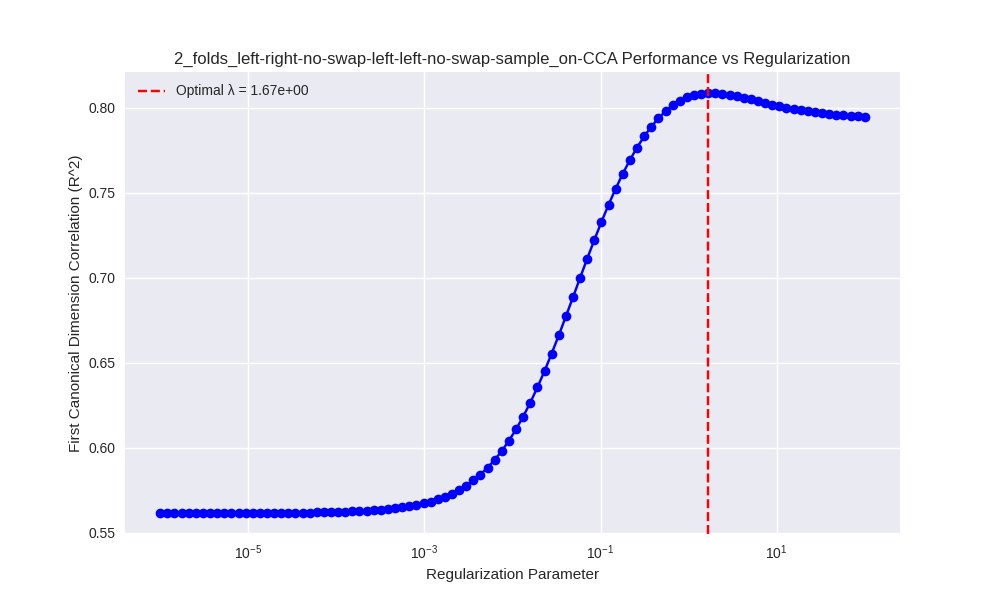 2_folds_left-right-no-swap-left-left-no-swap-sample_on-CCA Performance vs Regularization
Optimal λ = 1.67e+00
First Canonical Dimension Correlation (R^2)
0.80
0.75
0.70
0.65
0.60
0.55
10⁻⁵
10⁻³
10⁻¹
10¹
Regularization Parameter